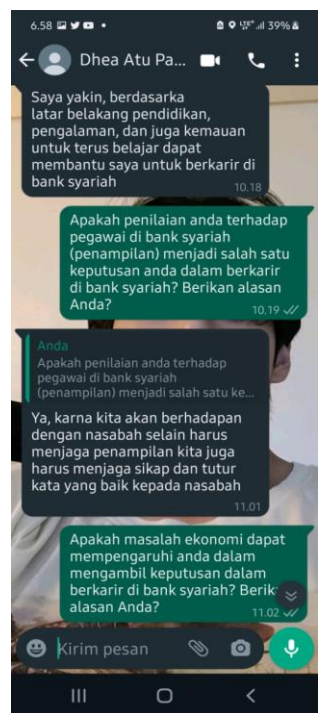 6.58
39%
Dhea Atu Pa...
Saya yakin, berdasarka
latar belakang pendidikan,
pengalaman, dan juga kemauan
untuk terus belajar dapat
membantu saya untuk berkarir di
bank syariah
10.18
Apakah penilaian anda terhadap
pegawai di bank syariah
(penampilan) menjadi salah satu
keputusan anda dalam berkarir
di bank syariah? Berikan alasan
Anda?
10.19
Anda
Apakah penilaian anda terhadap
pegawai di bank syariah
(penampilan) menjadi salah satu ke...
Ya, karna kita akan berhadapan
dengan nasabah selain harus
menjaga penampilan kita juga
harus menjaga sikap dan tutur
kata yang baik kepada nasabah
11.01
Apakah masalah ekonomi dapat
mempengaruhi anda dalam
mengambil keputusan dalam
berkarir di bank syariah? Berik
alasan Anda?
11.02
Kirim pesan